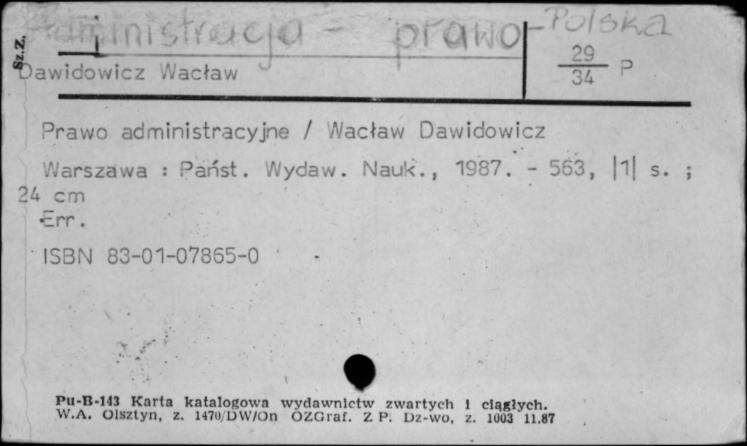 Administracja - prawo - Polska
Sz.Z.
Dawidowicz Wacław
29
34 P
Prawo administracyjne / Wacław Dawidowicz
Warszawa : Państ. Wydaw. Nauk., 1987. - 563, |1| s. ;
24 cm
Err.
ISBN 83-01-07865-0
Pu-B-143 Karta katalogowa wydawnictw zwartych i ciągłych.
W.A. Olsztyn, z. 1470/DW/On OZGraf. Z.P. Dz-wo, z. 1003 11.87